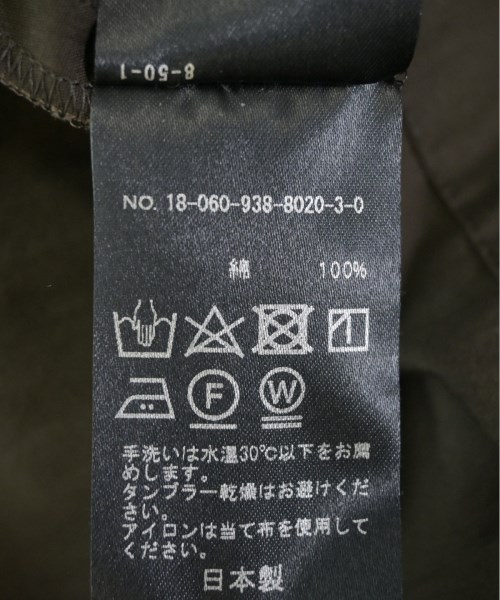 8-50-1
NO. 18-060-938-8020-3-0
綿 100%
F W
手洗いは水温30℃以下をお薦
めします。
タンブラー乾燥はお避けくだ
さい。
アイロンは当て布を使用して
ください。
日本製